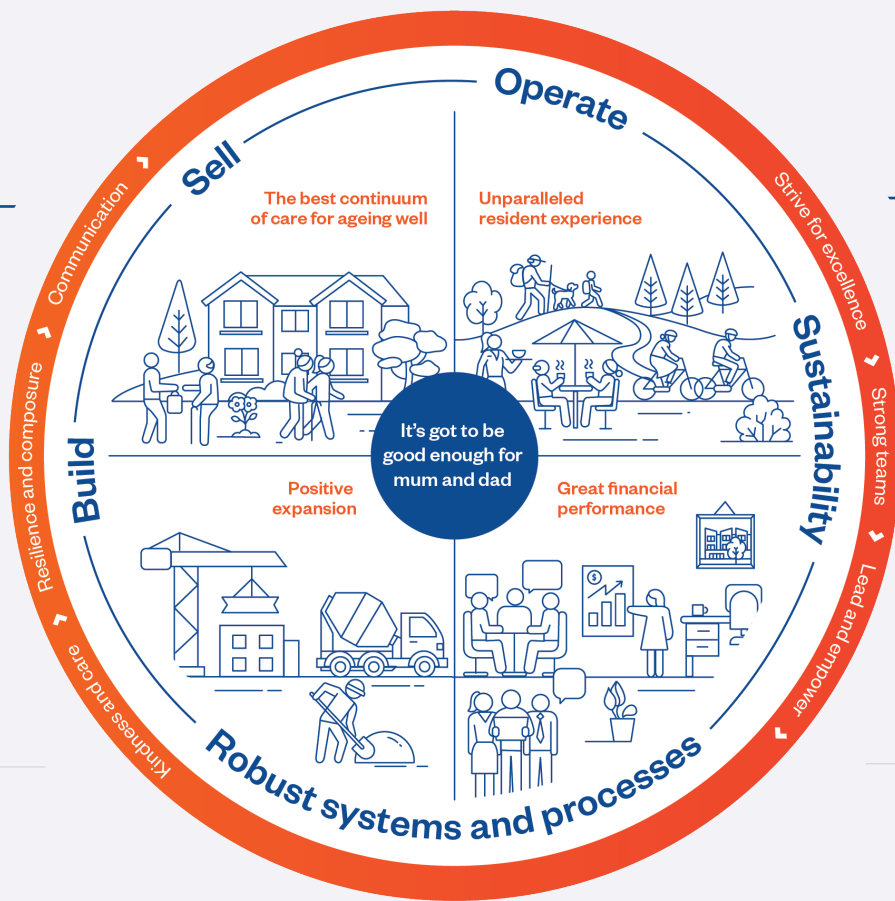 Operate
Sell
Sustainability
Build
Robust systems and processes
Communication
Resilience and composure
Kindness and care
Strive for excellence
Strong teams
Lead and empower
The best continuum
of care for ageing well
Unparalleled
resident experience
It's got to be
good enough for
mum and dad
Positive
expansion
Great financial
performance
$